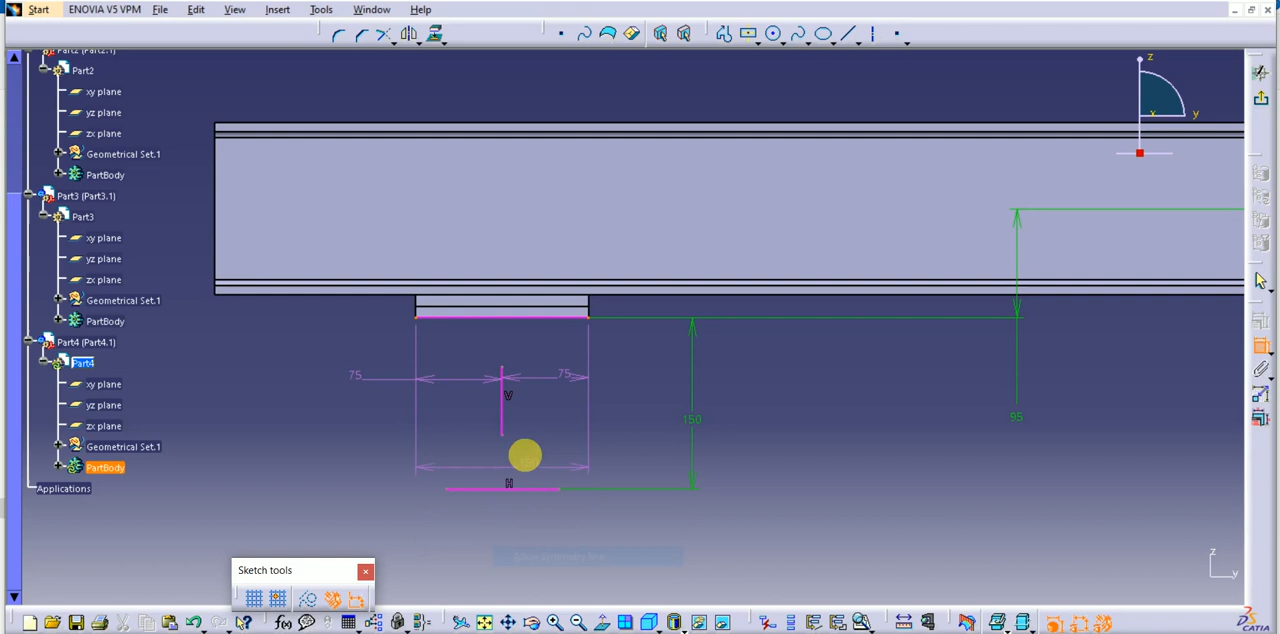 Start ENOVIA V5 VPM File Edit View Insert Tools Window Help
Part2 (Part2.1)
Part2
xy plane
yz plane
zx plane
Geometrical Set.1
PartBody
Part3 (Part3.1)
Part3
xy plane
yz plane
zx plane
Geometrical Set.1
PartBody
Part4 (Part4.1)
Part4
xy plane
yz plane
zx plane
Geometrical Set.1
PartBody
Applications
z
x y
75 75
V
150
95
H
Sketch tools
z
y
f(x)
CATIA